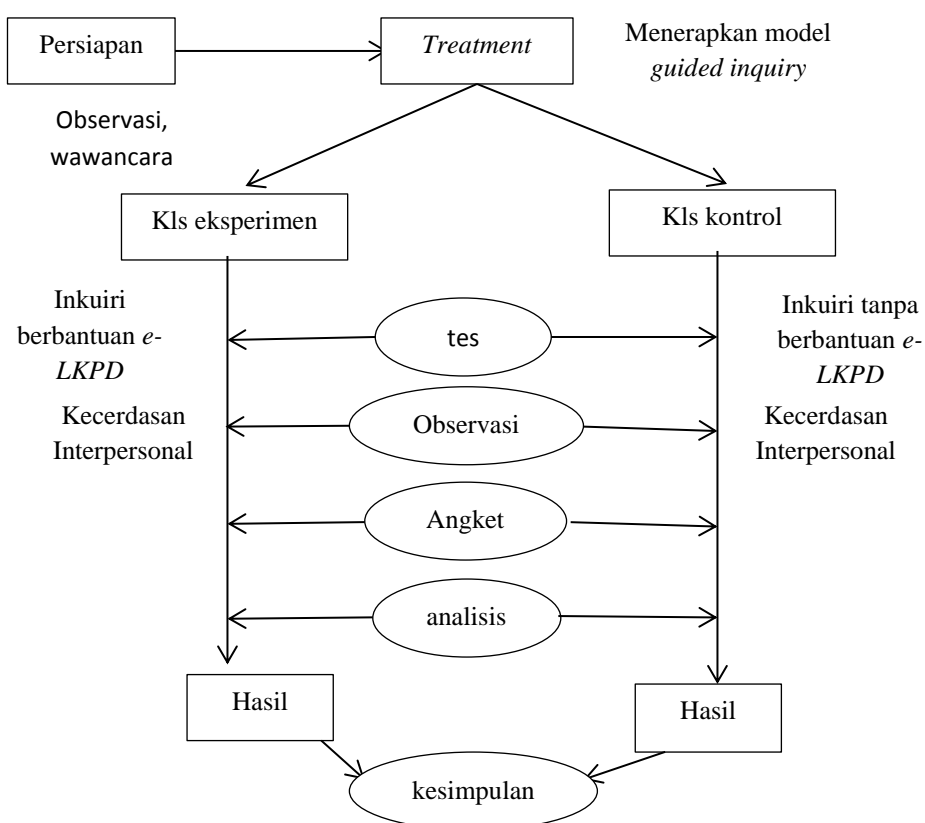 Persiapan
Treatment
Menerapkan model
guided inquiry
Observasi,
wawancara
Kls eksperimen
Kls kontrol
Inkuiri
berbantuan e-
LKPD
tes
Inkuiri tanpa
berbantuan e-
LKPD
Kecerdasan
Interpersonal
Observasi
Kecerdasan
Interpersonal
Angket
analisis
Hasil
Hasil
kesimpulan